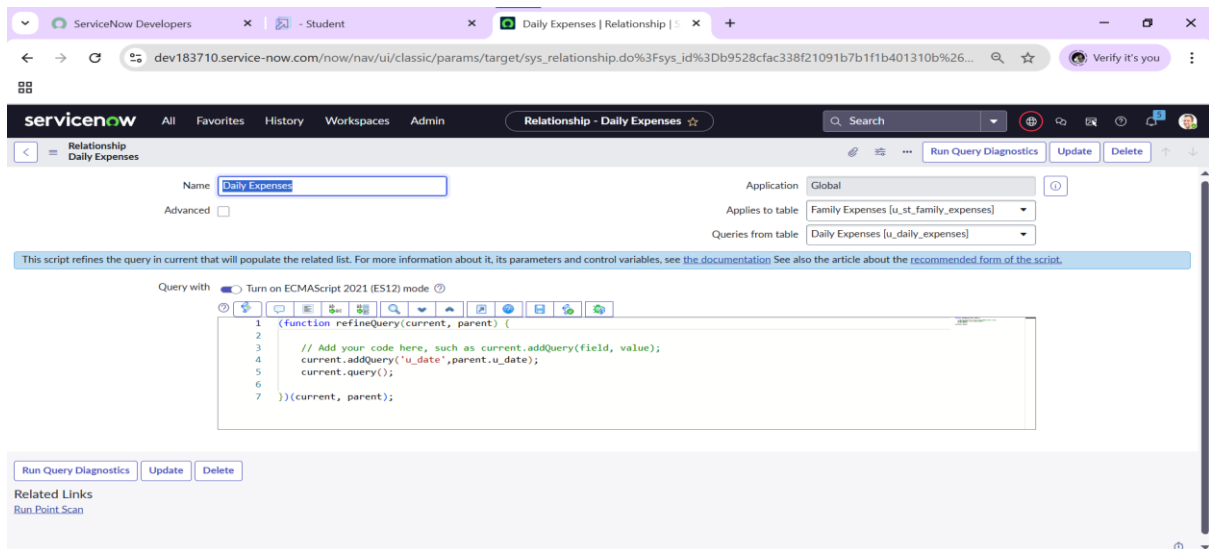 ServiceNow Developers
- Student
Daily Expenses | Relationship | S
dev183710.service-now.com/now/nav/ui/classic/params/target/sys_relationship.do%3Fsys_id%3Db9528cfac338f21091b7b1f1b401310b%26...
Verify it's you
servicenow All Favorites History Workspaces Admin Relationship - Daily Expenses Search 5
Relationship
Daily Expenses
Run Query Diagnostics Update Delete
Name Daily Expenses Application Global
Advanced Applies to table Family Expenses [u_st_family_expenses]
Queries from table Daily Expenses [u_daily_expenses]
This script refines the query in current that will populate the related list. For more information about it, its parameters and control variables, see the documentation See also the article about the recommended form of the script.
Query with Turn on ECMAScript 2021 (ES12) mode
1 (function refineQuery(current, parent) {
2
3 // Add your code here, such as current.addQuery(field, value);
4 current.addQuery('u_date',parent.u_date);
5 current.query();
6
7 })(current, parent);
Run Query Diagnostics Update Delete
Related Links
Run Point Scan